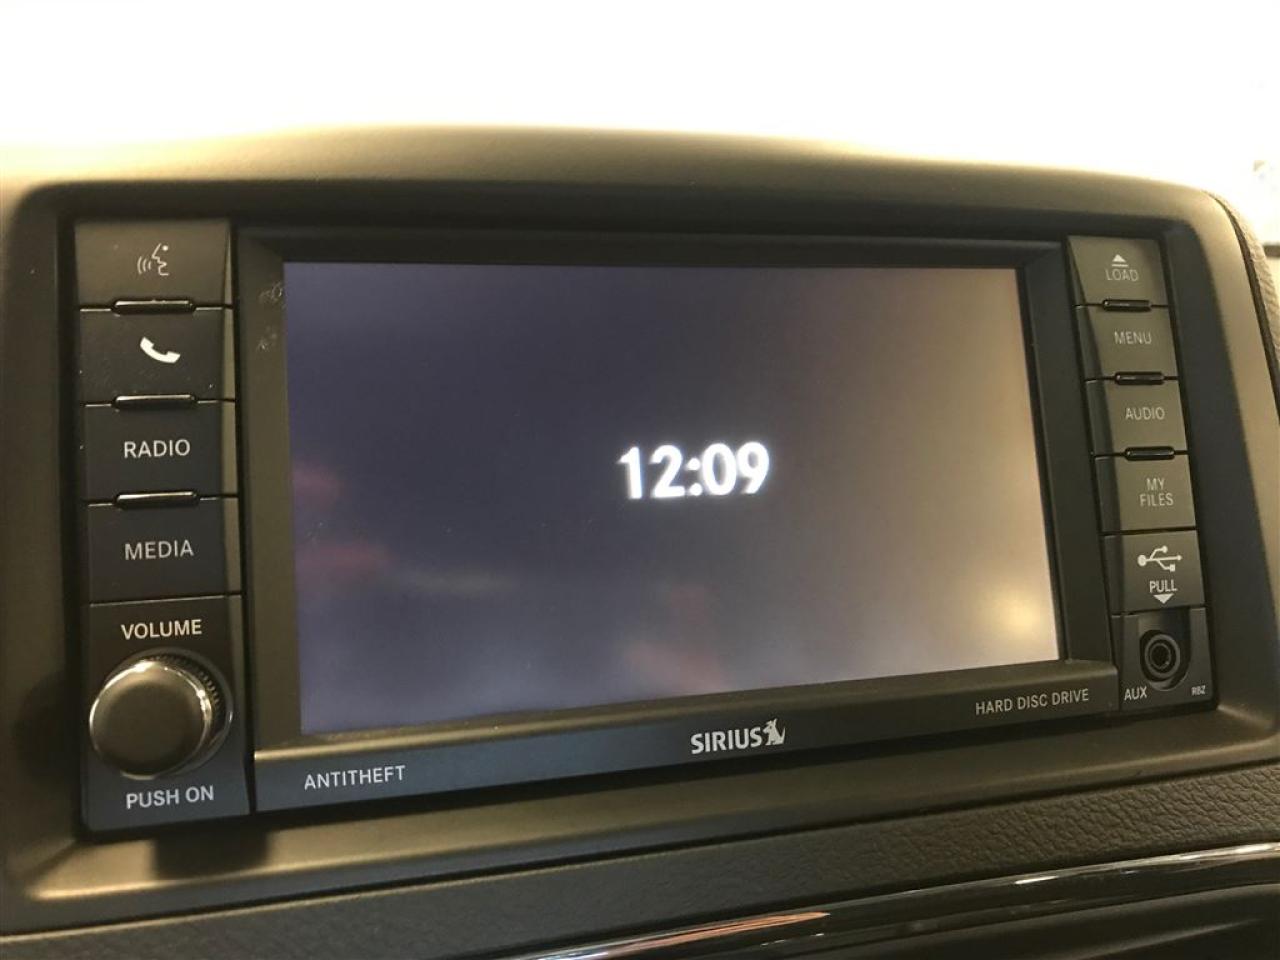 RADIO
MEDIA
VOLUME
PUSH ON
12:09
ANTITHEFT
SIRIUS
HARD DISC DRIVE
LOAD
MENU
AUDIO
MY
FILES
PULL
AUX
RBZ